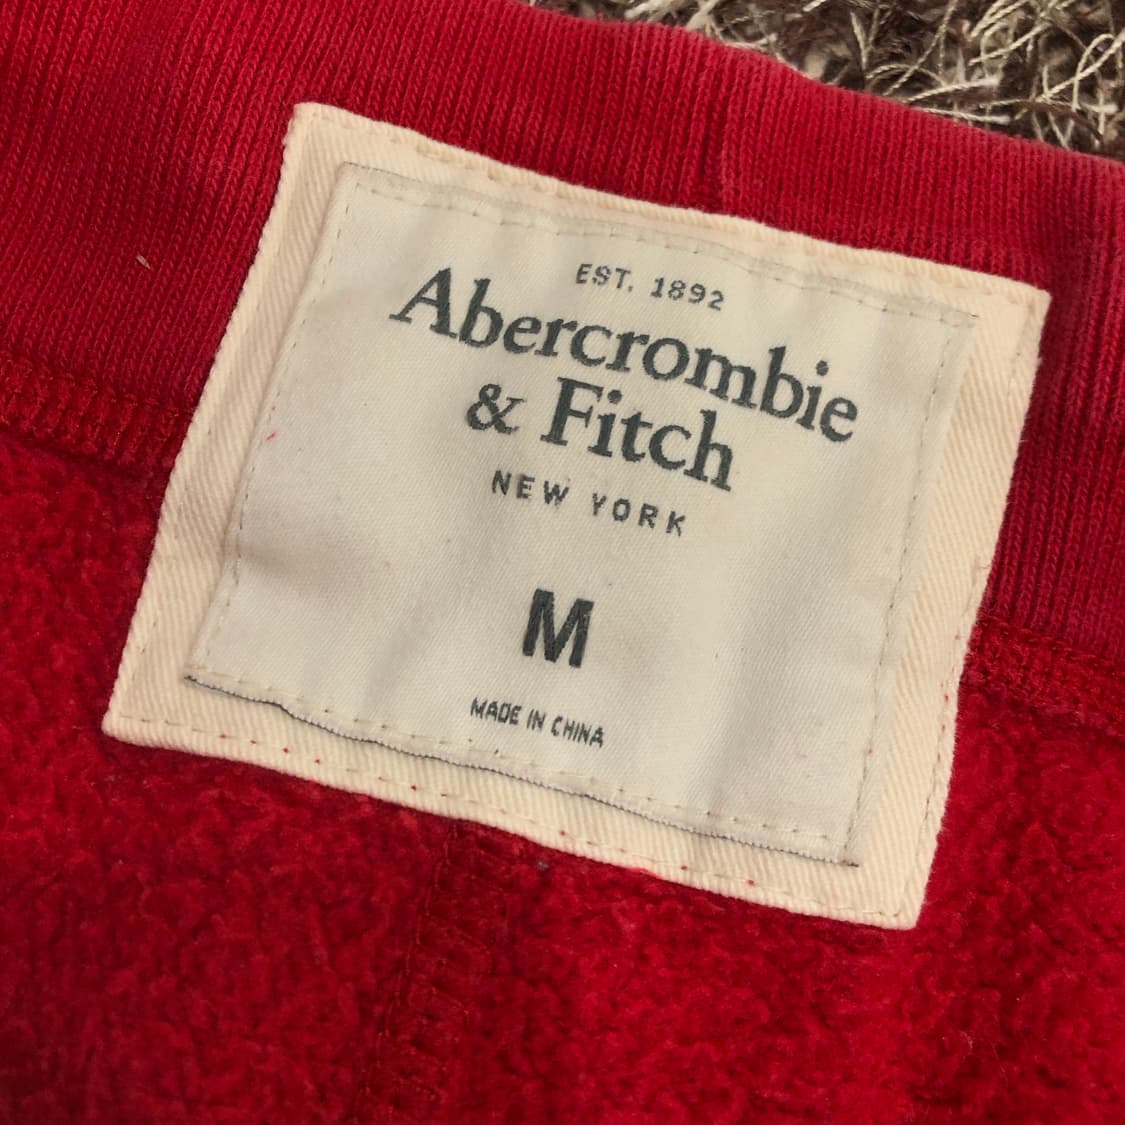 EST. 1892
Abercrombie
& Fitch
NEW YORK
M
MADE IN CHINA